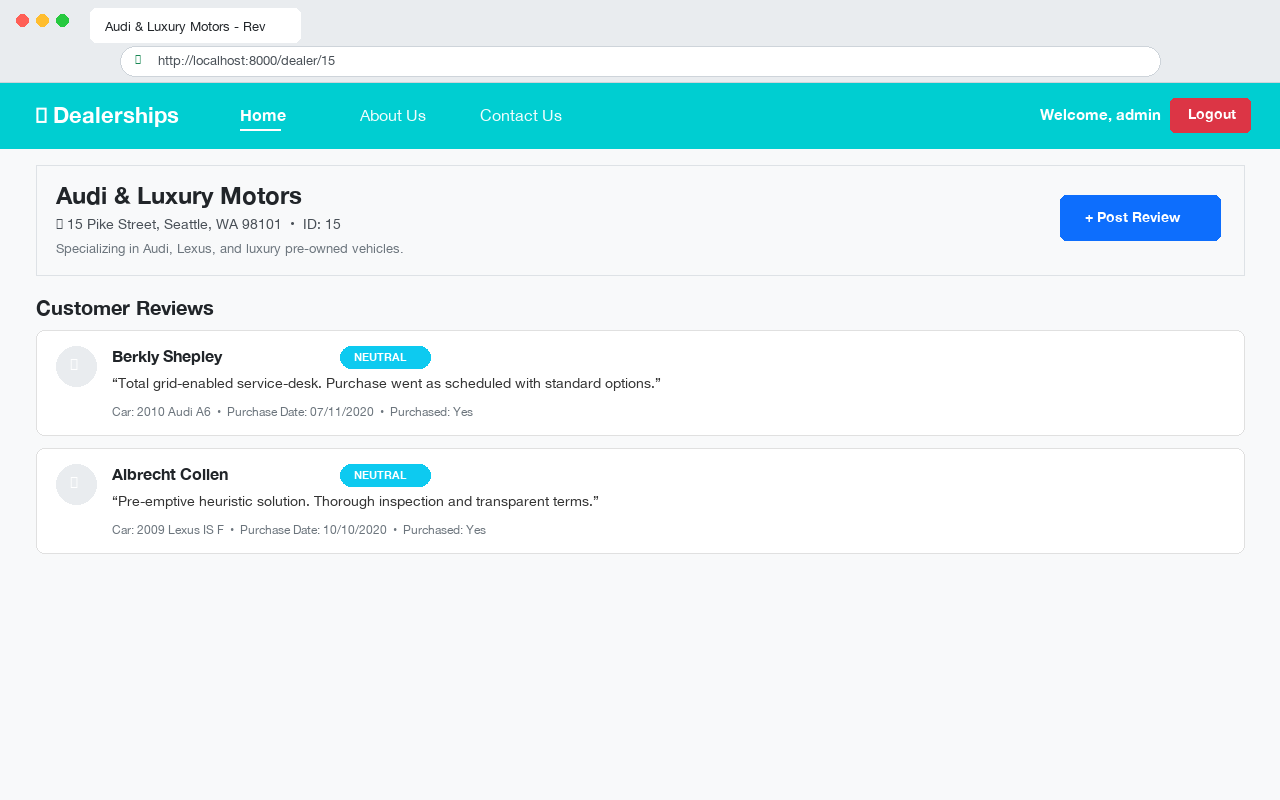 Audi & Luxury Motors - Rev
http://localhost:8000/dealer/15
Dealerships Home About Us Contact Us Welcome, admin Logout
Audi & Luxury Motors
15 Pike Street, Seattle, WA 98101 • ID: 15
+ Post Review
Specializing in Audi, Lexus, and luxury pre-owned vehicles.
Customer Reviews
Berkly Shepley NEUTRAL
“Total grid-enabled service-desk. Purchase went as scheduled with standard options.”
Car: 2010 Audi A6 • Purchase Date: 07/11/2020 • Purchased: Yes
Albrecht Collen NEUTRAL
“Pre-emptive heuristic solution. Thorough inspection and transparent terms.”
Car: 2009 Lexus IS F • Purchase Date: 10/10/2020 • Purchased: Yes